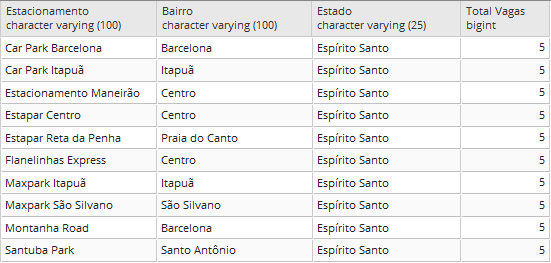 Estacionamento Bairro Estado Total Vagas
character varying (100) character varying (100) character varying (25) bigint
Car Park Barcelona Barcelona Espírito Santo 5
Car Park Itapuã Itapuã Espírito Santo 5
Estacionamento Maneirão Centro Espírito Santo 5
Estapar Centro Centro Espírito Santo 5
Estapar Reta da Penha Praia do Canto Espírito Santo 5
Flanelinhas Express Centro Espírito Santo 5
Maxpark Itapuã Itapuã Espírito Santo 5
Maxpark São Silvano São Silvano Espírito Santo 5
Montanha Road Barcelona Espírito Santo 5
Santuba Park Santo Antônio Espírito Santo 5